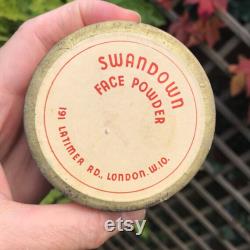 SWANDOWN
FACE POWDER
191 LATIMER RD., LONDON. W.10.
Etsy